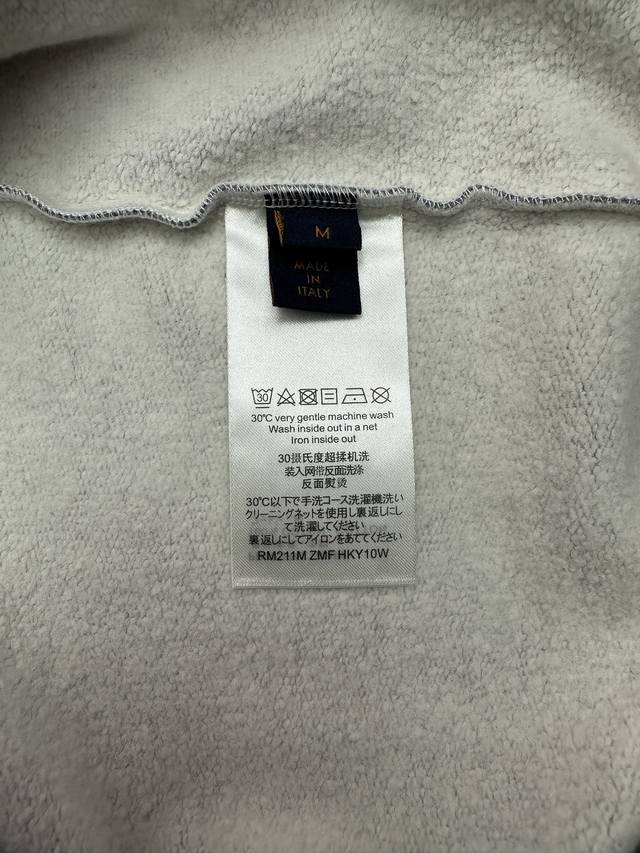 M
MADE
IN
ITALY
30
30℃ very gentle machine wash
Wash inside out in a net
Iron inside out
30摄氏度超揉机洗
装入网带反面洗涤
反面熨烫
30℃以下で手洗コース洗濯機洗い
クリーニングネットを使用し裏返しにし
て洗濯してください
裏返しにしてアイロンをあててください
RM211M ZMF HKY10W